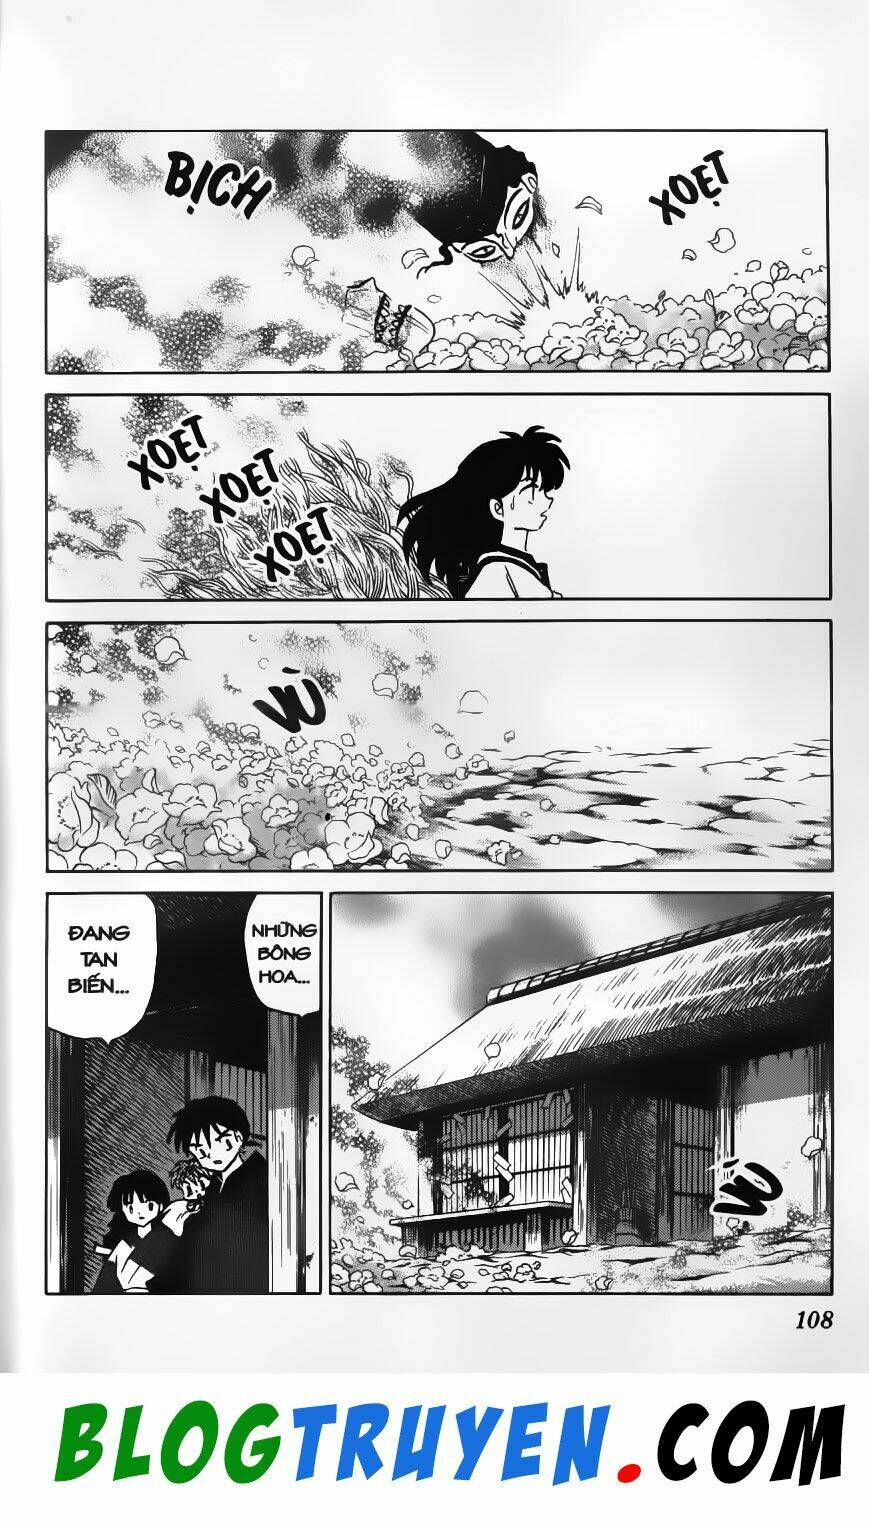 BỊCH
XOẸT
XOẸT
XOẸT
XOẸT
VÙ
NHỮNG
BÔNG
HOA...
ĐANG
TAN
BIẾN...
VÙ
108
BLOGTRUYEN.COM